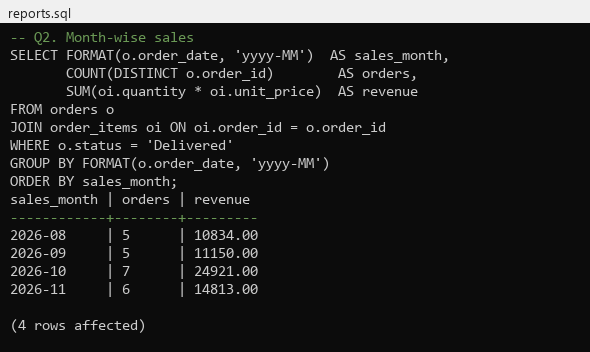 reports.sql
-- Q2. Month-wise sales
SELECT FORMAT(o.order_date, 'yyyy-MM')  AS sales_month,
       COUNT(DISTINCT o.order_id)        AS orders,
       SUM(oi.quantity * oi.unit_price)  AS revenue
FROM orders o
JOIN order_items oi ON oi.order_id = o.order_id
WHERE o.status = 'Delivered'
GROUP BY FORMAT(o.order_date, 'yyyy-MM')
ORDER BY sales_month;
sales_month | orders | revenue
------------+--------+---------
2026-08     | 5      | 10834.00
2026-09     | 5      | 11150.00
2026-10     | 7      | 24921.00
2026-11     | 6      | 14813.00
(4 rows affected)